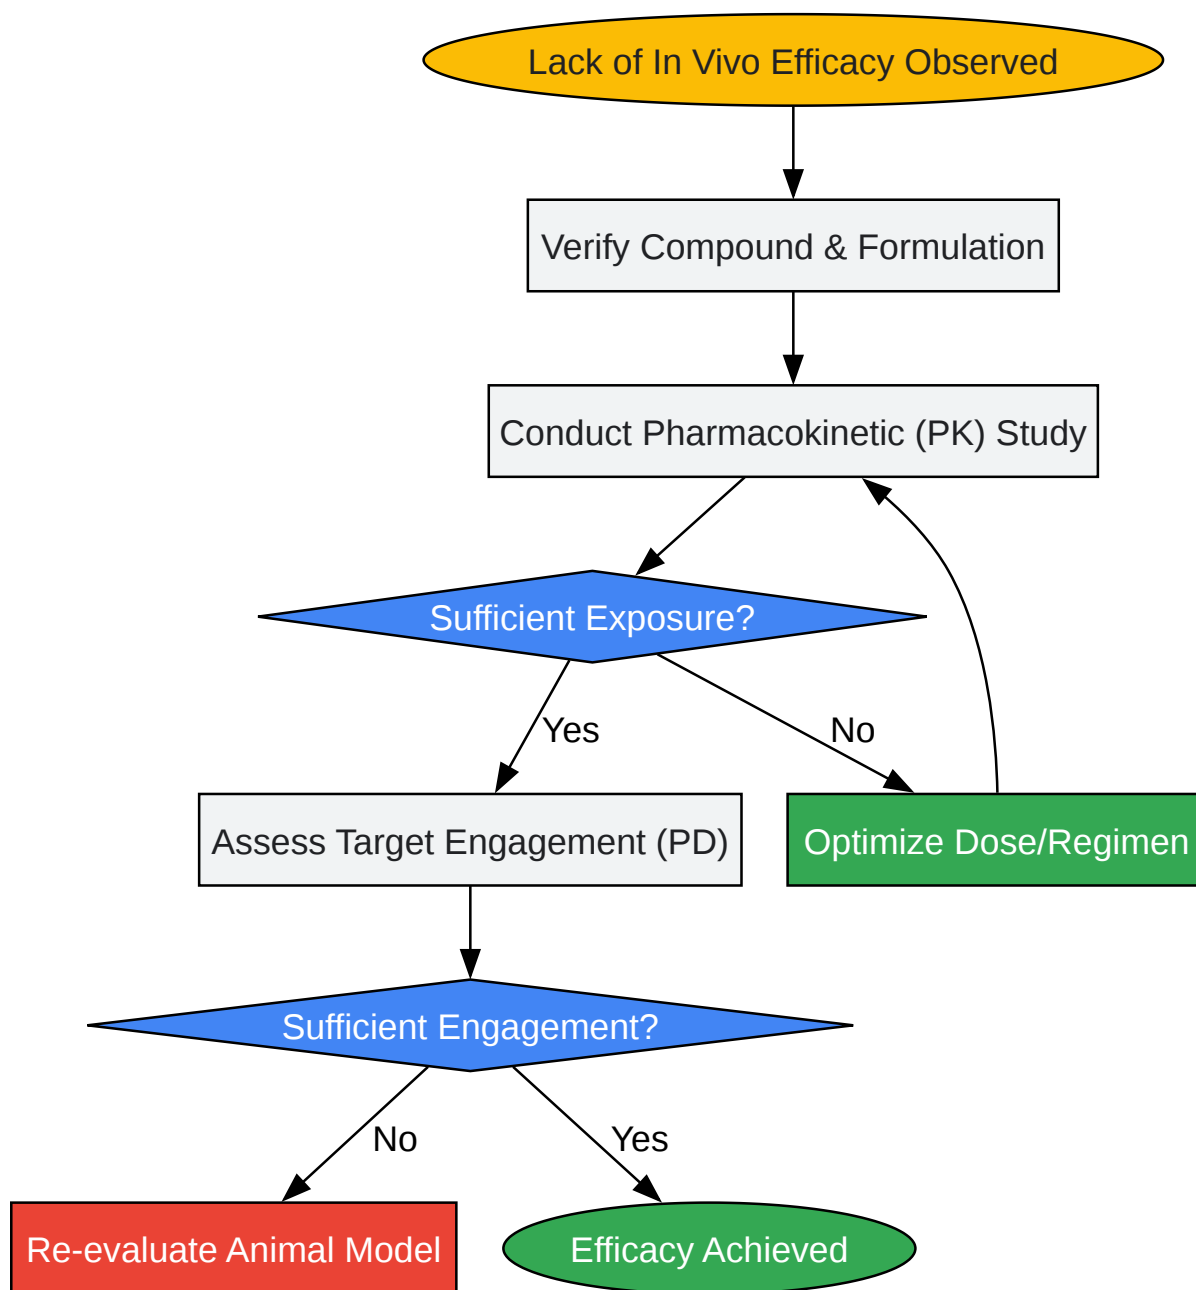 Lack of In Vivo Efficacy Observed
Verify Compound & Formulation
Conduct Pharmacokinetic (PK) Study
Sufficient Exposure?
Yes
No
Assess Target Engagement (PD)
Optimize Dose/Regimen
Sufficient Engagement?
No
Yes
Re-evaluate Animal Model
Efficacy Achieved